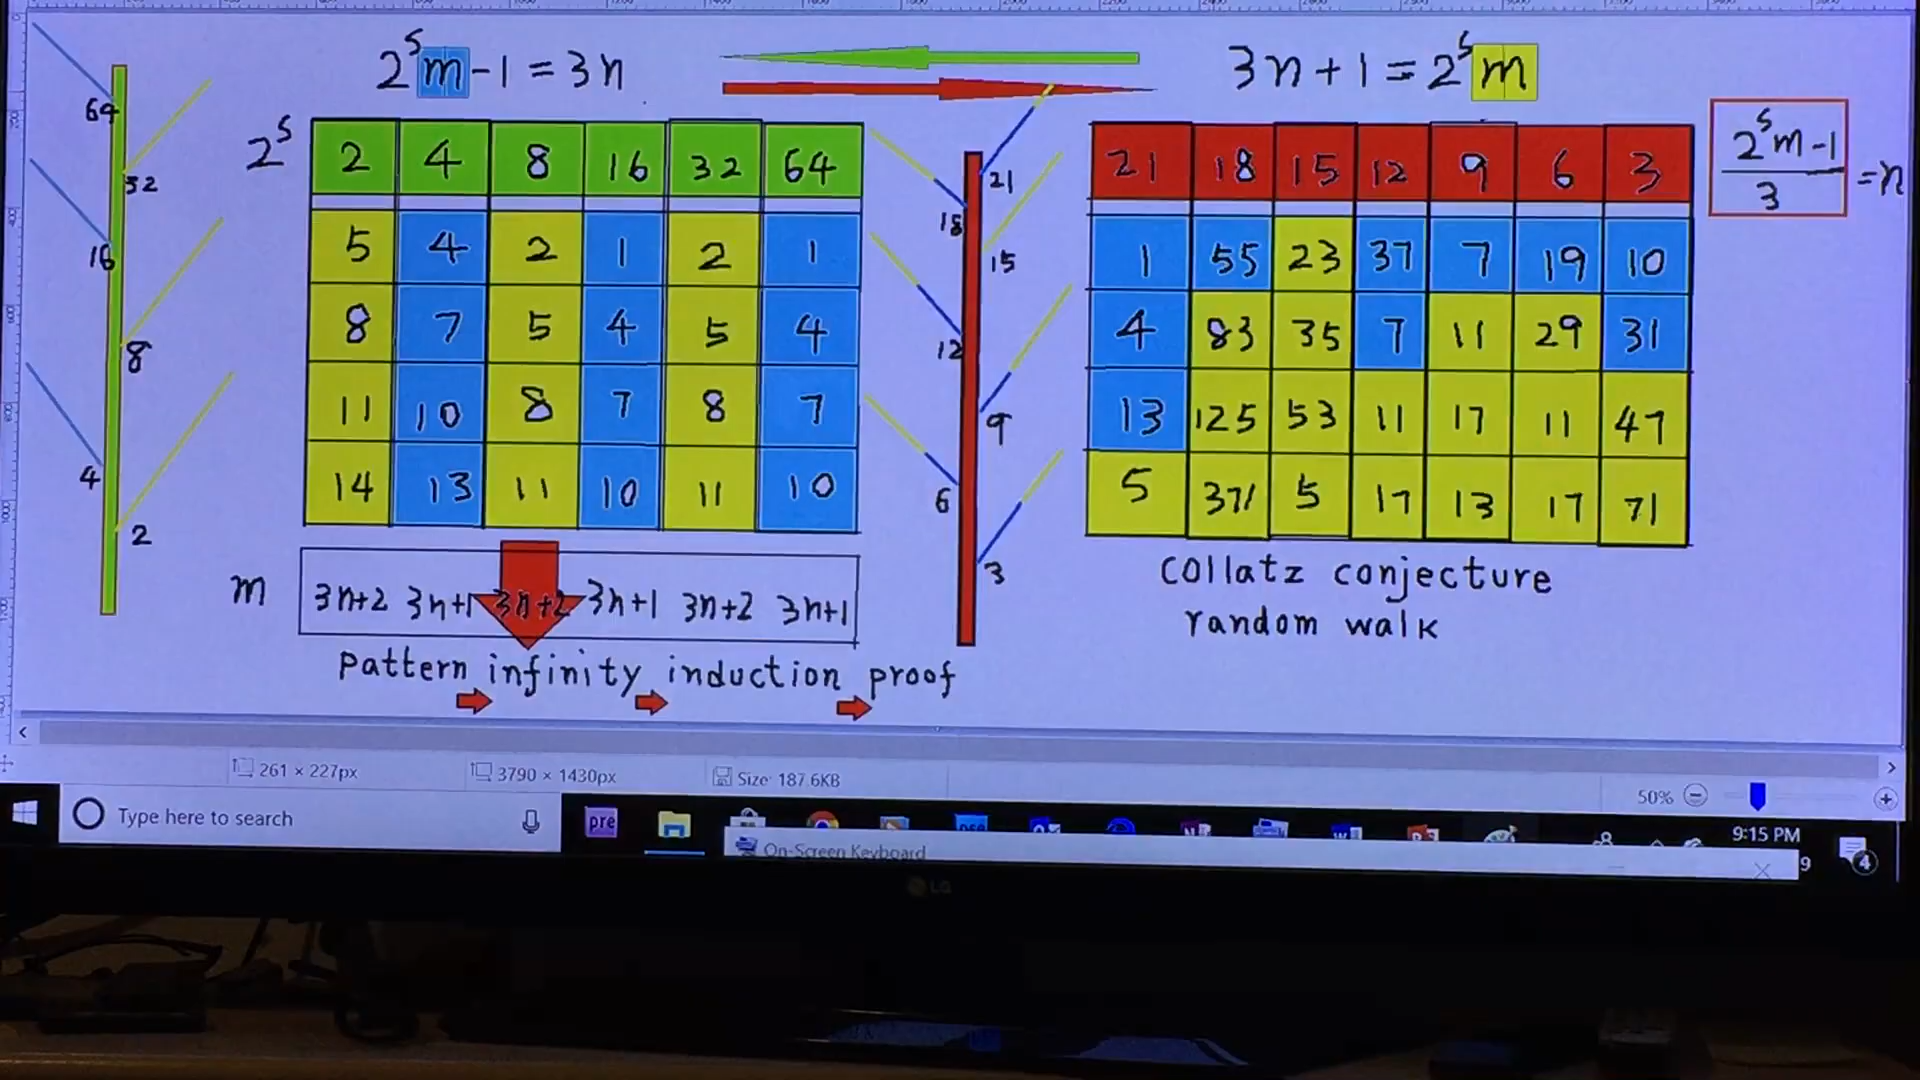 2^s m - 1 = 3n
3n + 1 = 2^s m
2^s m - 1
3
= n
2^s 2 4 8 16 32 64
5 4 2 1 2 1
8 7 5 4 5 4
11 10 8 7 8 7
14 13 11 10 11 10
m 3n+2 3n+1 3n+2 3n+1 3n+2 3n+1
pattern infinity induction proof
64
32
16
8
4
2
21
18
15
12
9
6
3
21 18 15 12 9 6 3
1 55 23 37 7 19 10
4 83 35 7 11 29 31
13 125 53 11 17 11 47
5 371 5 17 13 17 71
Collatz conjecture
random walk
261 × 227px
3790 × 1430px
Size: 187.6KB
50%
Type here to search
pre
9:15 PM
9
4
On-Screen Keyboard
LG